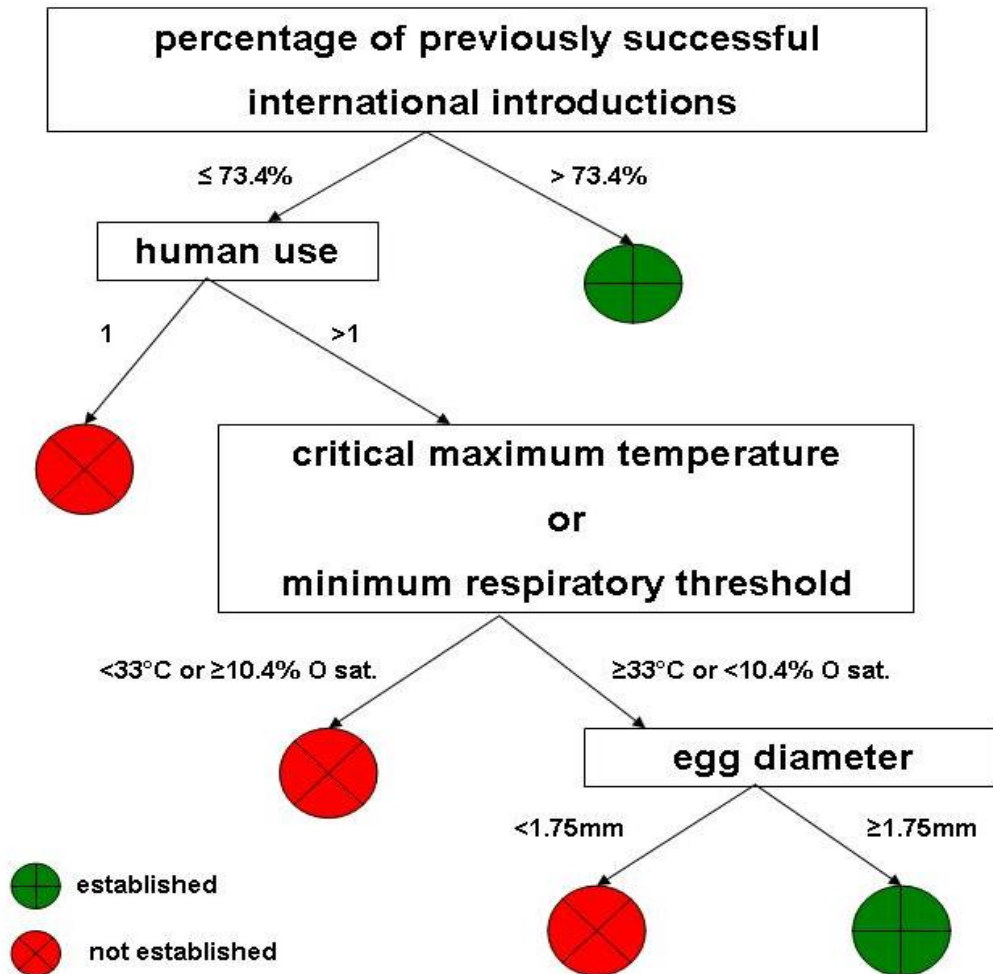 percentage of previously successful
international introductions
≤ 73.4%
> 73.4%
human use
1
>1
critical maximum temperature
or
minimum respiratory threshold
<33°C or ≥10.4% O sat.
≥33°C or <10.4% O sat.
egg diameter
<1.75mm
≥1.75mm
established
not established